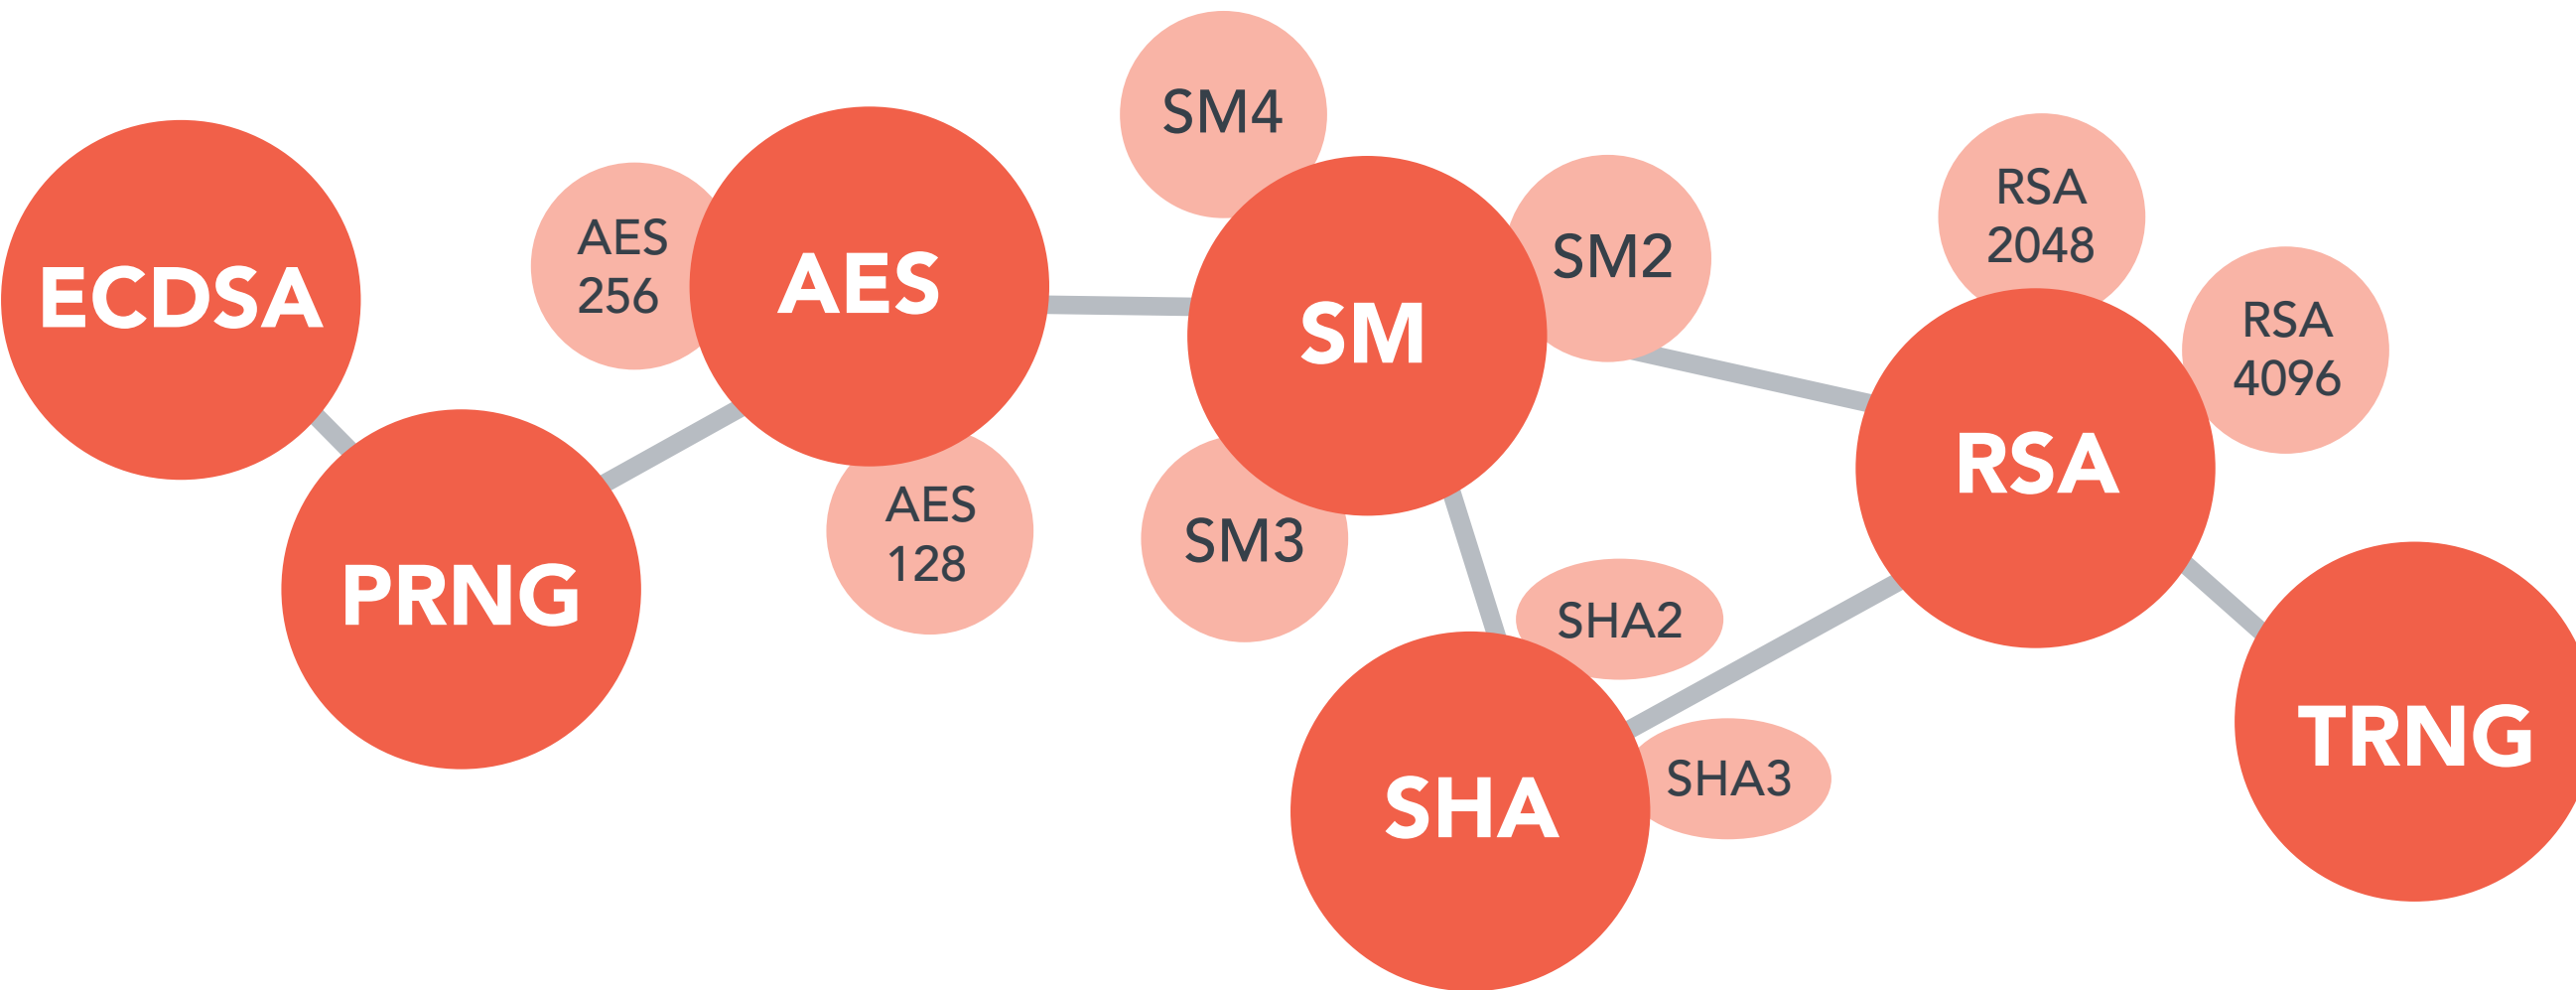 ECDSA
PRNG
AES
256
AES
AES
128
SM4
SM
SM2
SM3
SHA2
SHA
SHA3
RSA
2048
RSA
4096
RSA
TRNG